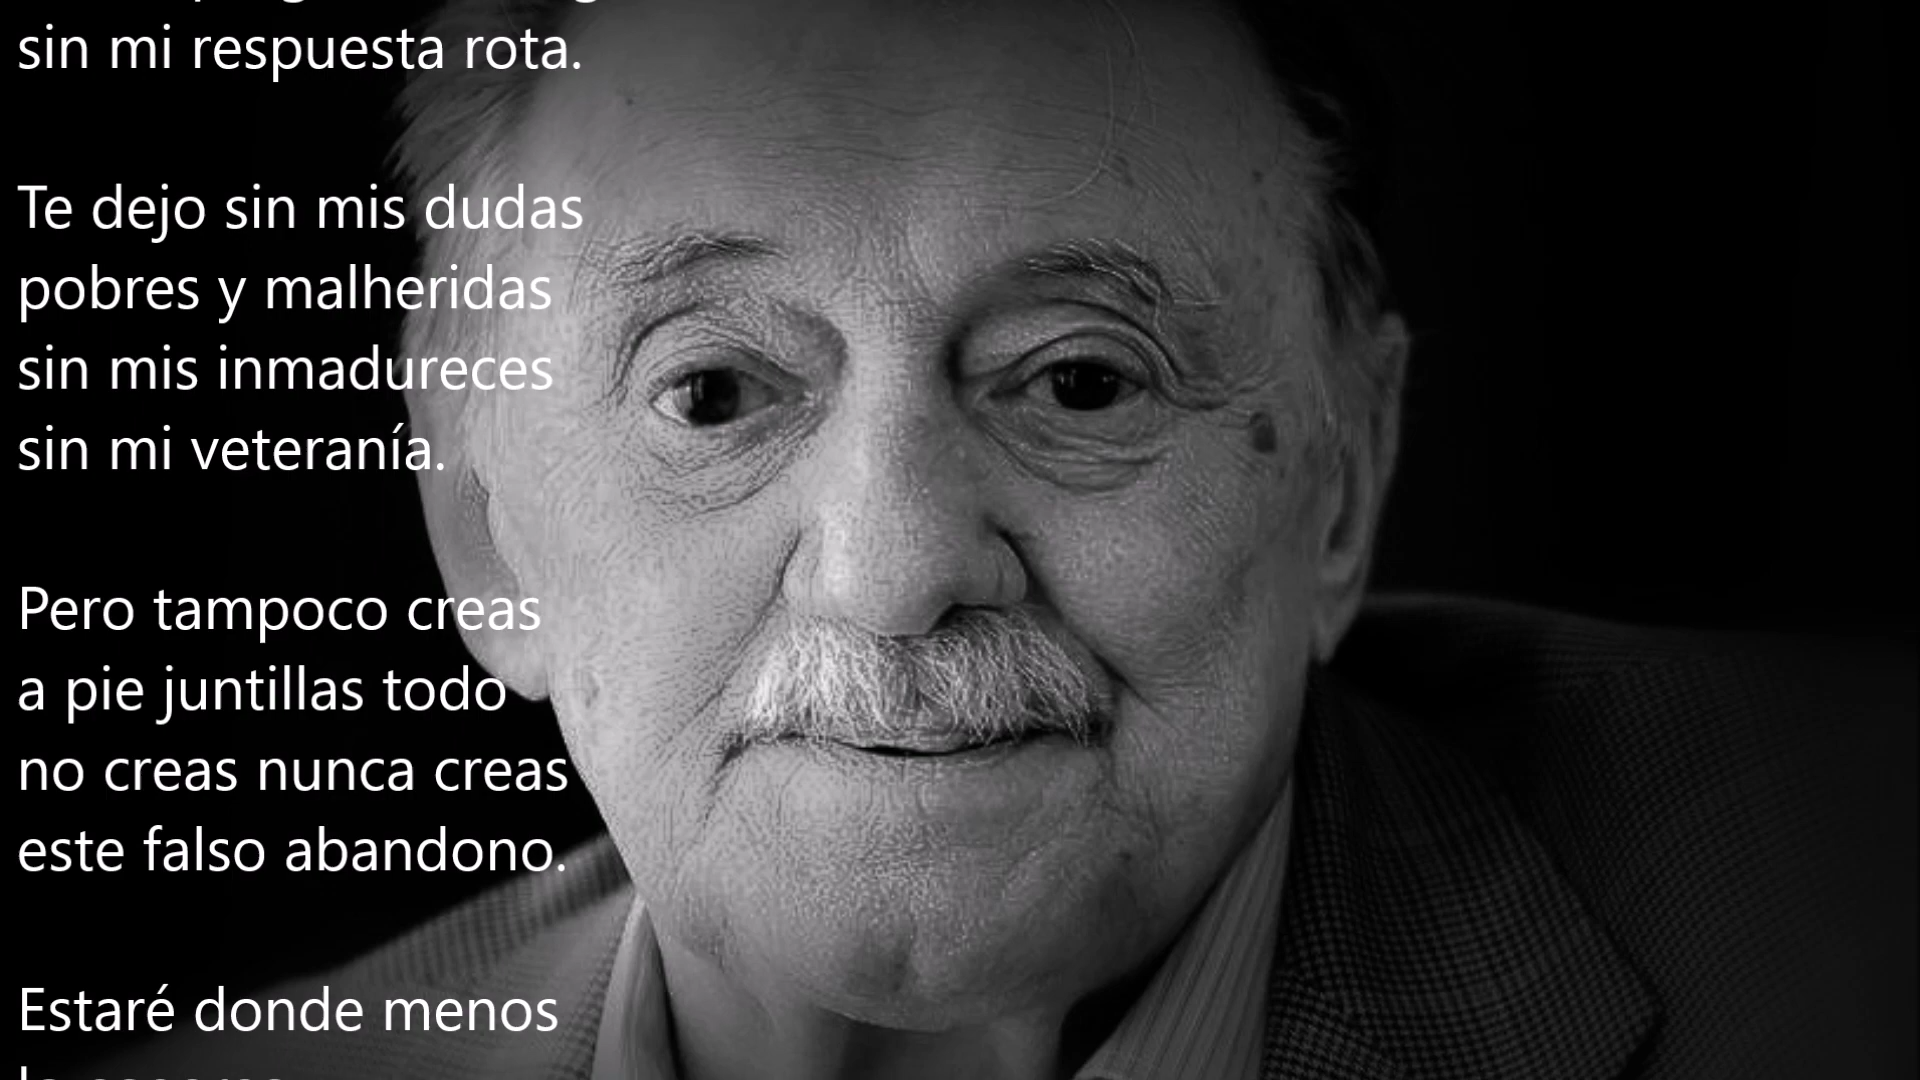 sin mi respuesta rota.
Te dejo sin mis dudas
pobres y malheridas
sin mis inmadureces
sin mi veteranía.
Pero tampoco creas
a pie juntillas todo
no creas nunca creas
este falso abandono.
Estaré donde menos